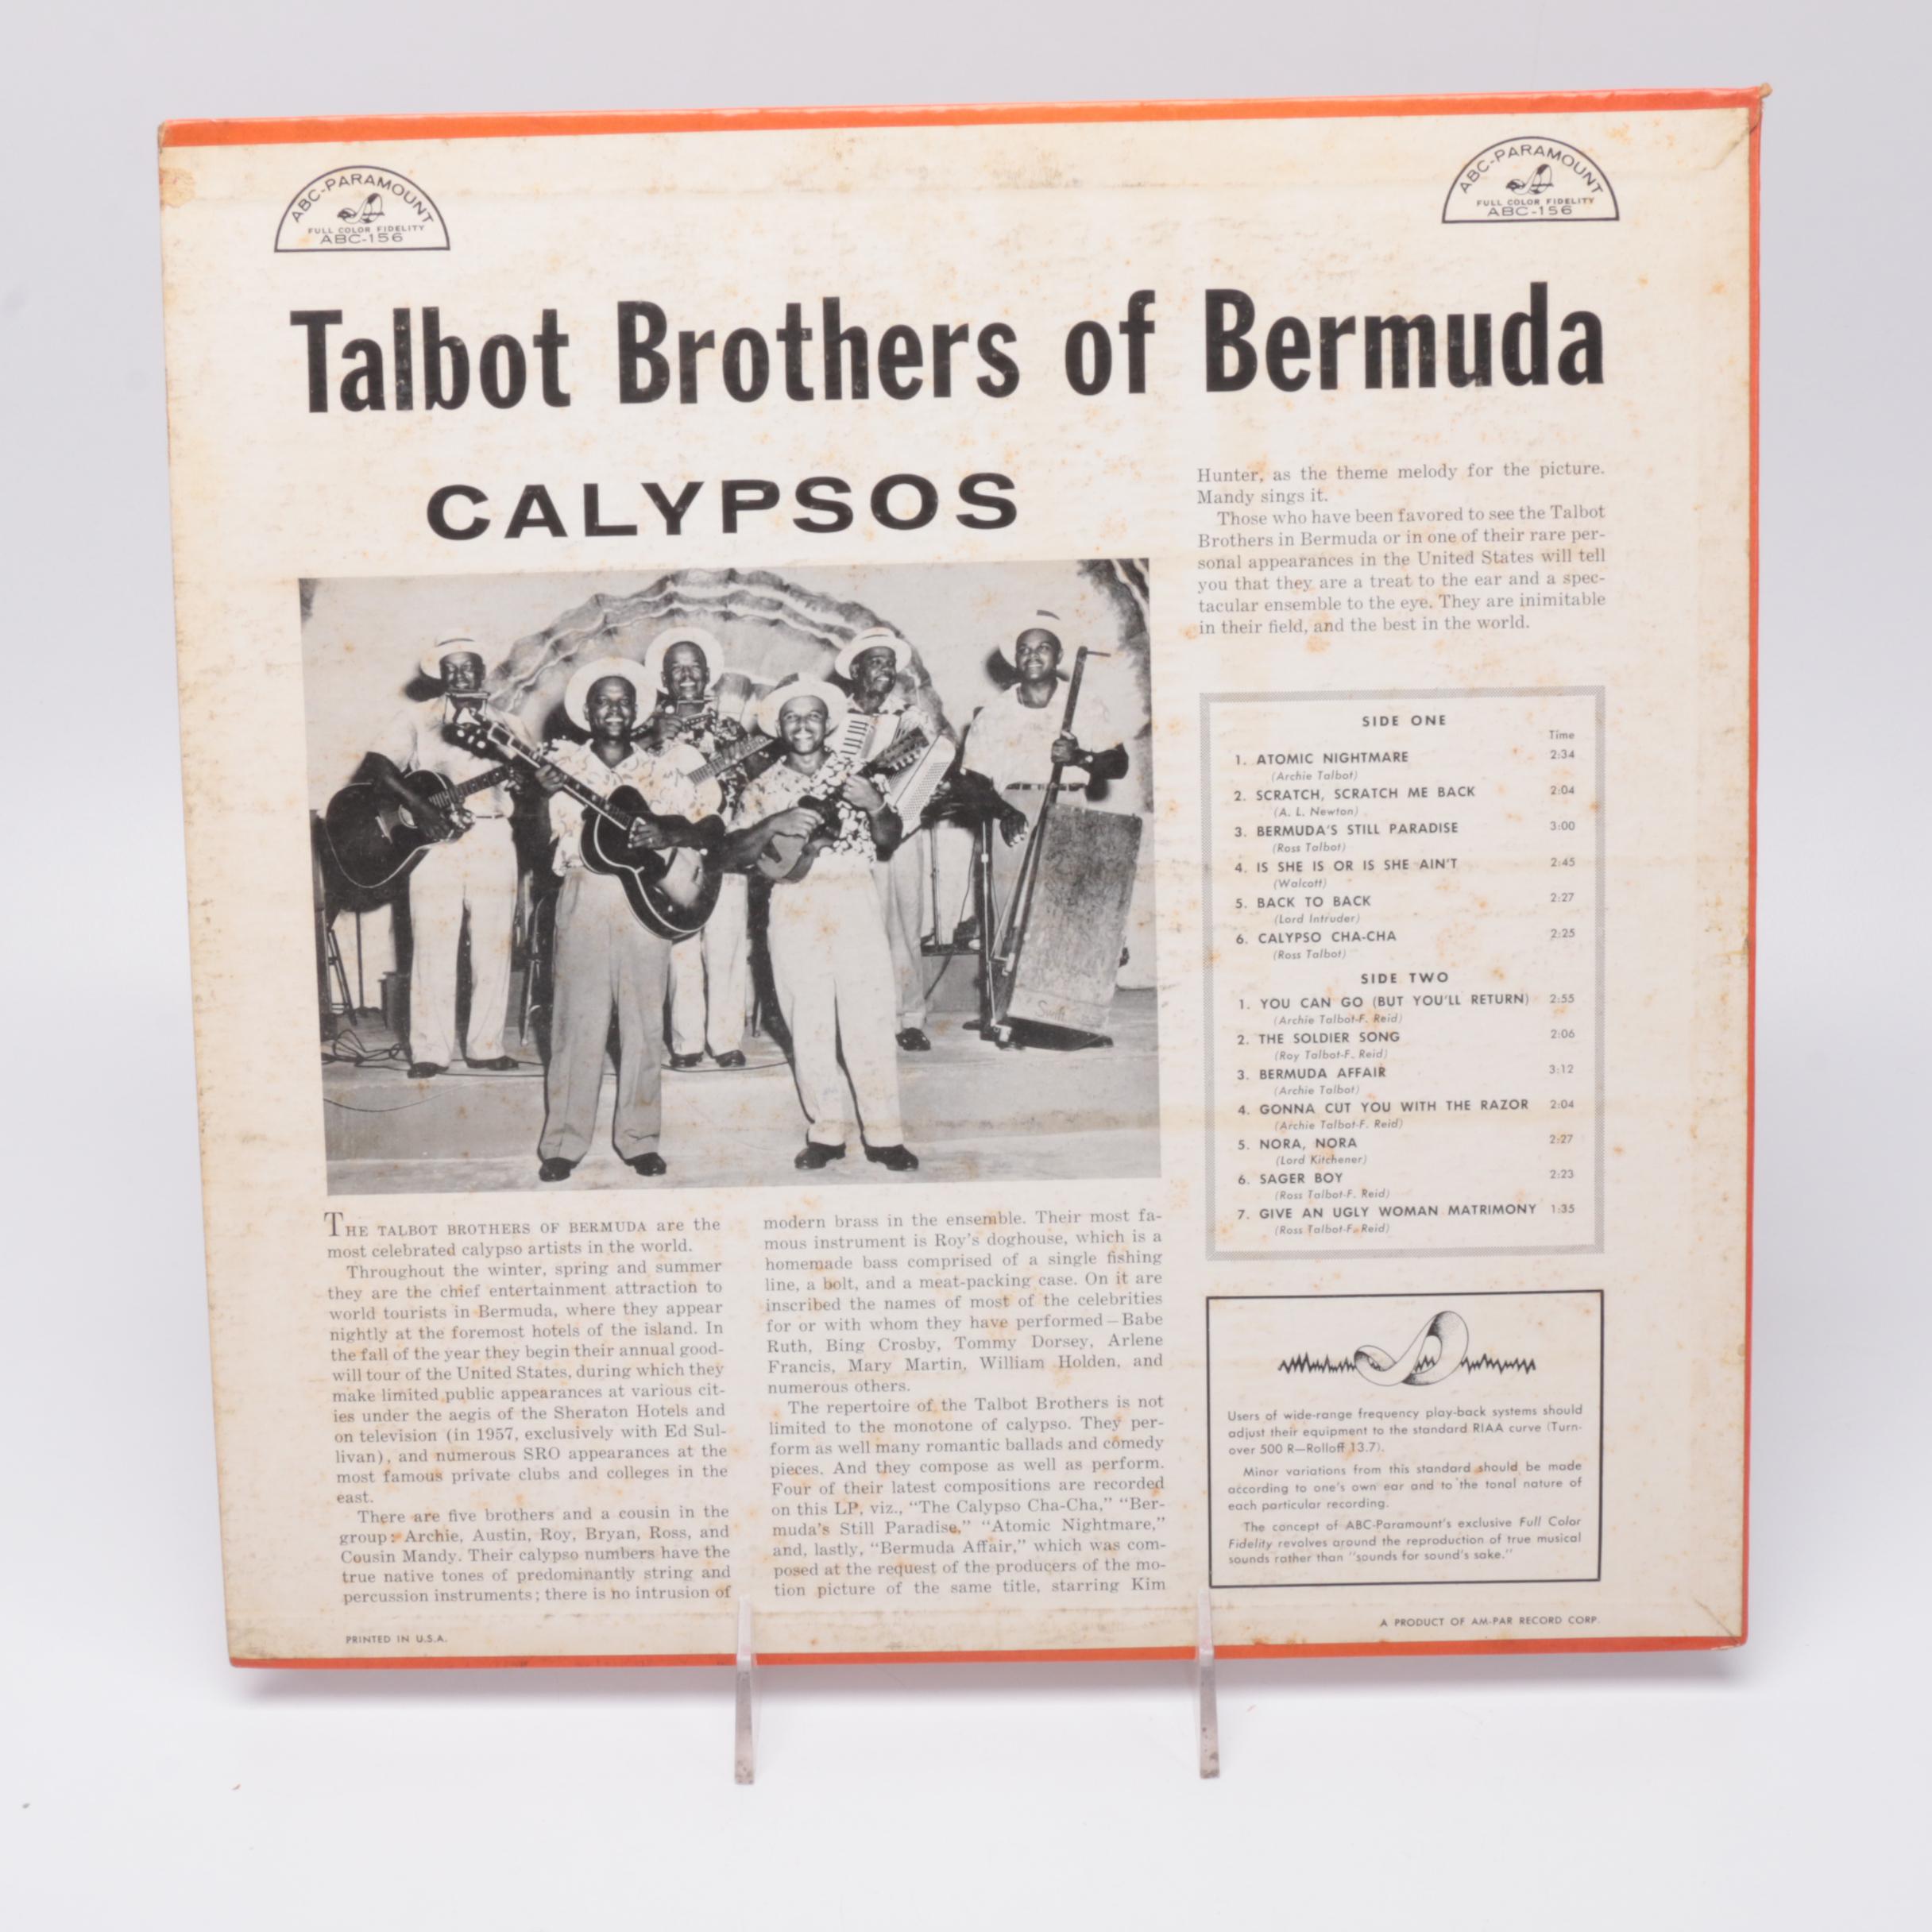 ABC-PARAMOUNT
FULL COLOR FIDELITY
ABC-156
ABC-PARAMOUNT
FULL COLOR FIDELITY
ABC-156
Talbot Brothers of Bermuda
CALYPSOS
Swift
THE TALBOT BROTHERS OF BERMUDA are the
most celebrated calypso artists in the world.
Throughout the winter, spring and summer
they are the chief entertainment attraction to
world tourists in Bermuda, where they appear
nightly at the foremost hotels of the island. In
the fall of the year they begin their annual good-
will tour of the United States, during which they
make limited public appearances at various cit-
ies under the aegis of the Sheraton Hotels and
on television (in 1957, exclusively with Ed Sul-
livan), and numerous SRO appearances at the
most famous private clubs and colleges in the
east.
There are five brothers and a cousin in the
group: Archie, Austin, Roy, Bryan, Ross, and
Cousin Mandy. Their calypso numbers have the
true native tones of predominantly string and
percussion instruments; there is no intrusion of
modern brass in the ensemble. Their most fa-
mous instrument is Roy's doghouse, which is a
homemade bass comprised of a single fishing
line, a bolt, and a meat-packing case. On it are
inscribed the names of most of the celebrities
for or with whom they have performed—Babe
Ruth, Bing Crosby, Tommy Dorsey, Arlene
Francis, Mary Martin, William Holden, and
numerous others.
The repertoire of the Talbot Brothers is not
limited to the monotone of calypso. They per-
form as well many romantic ballads and comedy
pieces. And they compose as well as perform.
Four of their latest compositions are recorded
on this LP, viz., "The Calypso Cha-Cha," "Ber-
muda's Still Paradise," "Atomic Nightmare,"
and, lastly, "Bermuda Affair," which was com-
posed at the request of the producers of the mo-
tion picture of the same title, starring Kim
Hunter, as the theme melody for the picture.
Mandy sings it.
Those who have been favored to see the Talbot
Brothers in Bermuda or in one of their rare per-
sonal appearances in the United States will tell
you that they are a treat to the ear and a spec-
tacular ensemble to the eye. They are inimitable
in their field, and the best in the world.
SIDE ONE
Time
1. ATOMIC NIGHTMARE 2:34
(Archie Talbot)
2. SCRATCH, SCRATCH ME BACK 2:04
(A. L. Newton)
3. BERMUDA'S STILL PARADISE 3:00
(Ross Talbot)
4. IS SHE IS OR IS SHE AIN'T 2:45
(Walcott)
5. BACK TO BACK 2:27
(Lord Intruder)
6. CALYPSO CHA-CHA 2:25
(Ross Talbot)
SIDE TWO
1. YOU CAN GO (BUT YOU'LL RETURN) 2:55
(Archie Talbot-F. Reid)
2. THE SOLDIER SONG 2:06
(Roy Talbot-F. Reid)
3. BERMUDA AFFAIR 3:12
(Archie Talbot)
4. GONNA CUT YOU WITH THE RAZOR 2:04
(Archie Talbot-F. Reid)
5. NORA, NORA 2:27
(Lord Kitchener)
6. SAGER BOY 2:23
(Ross Talbot-F. Reid)
7. GIVE AN UGLY WOMAN MATRIMONY 1:35
(Ross Talbot-F. Reid)
Users of wide-range frequency play-back systems should
adjust their equipment to the standard RIAA curve (Turn-
over 500 R—Rolloff 13.7).
Minor variations from this standard should be made
according to one's own ear and to the tonal nature of
each particular recording.
The concept of ABC-Paramount's exclusive Full Color
Fidelity revolves around the reproduction of true musical
sounds rather than "sounds for sound's sake."
PRINTED IN U.S.A.
A PRODUCT OF AM-PAR RECORD CORP.